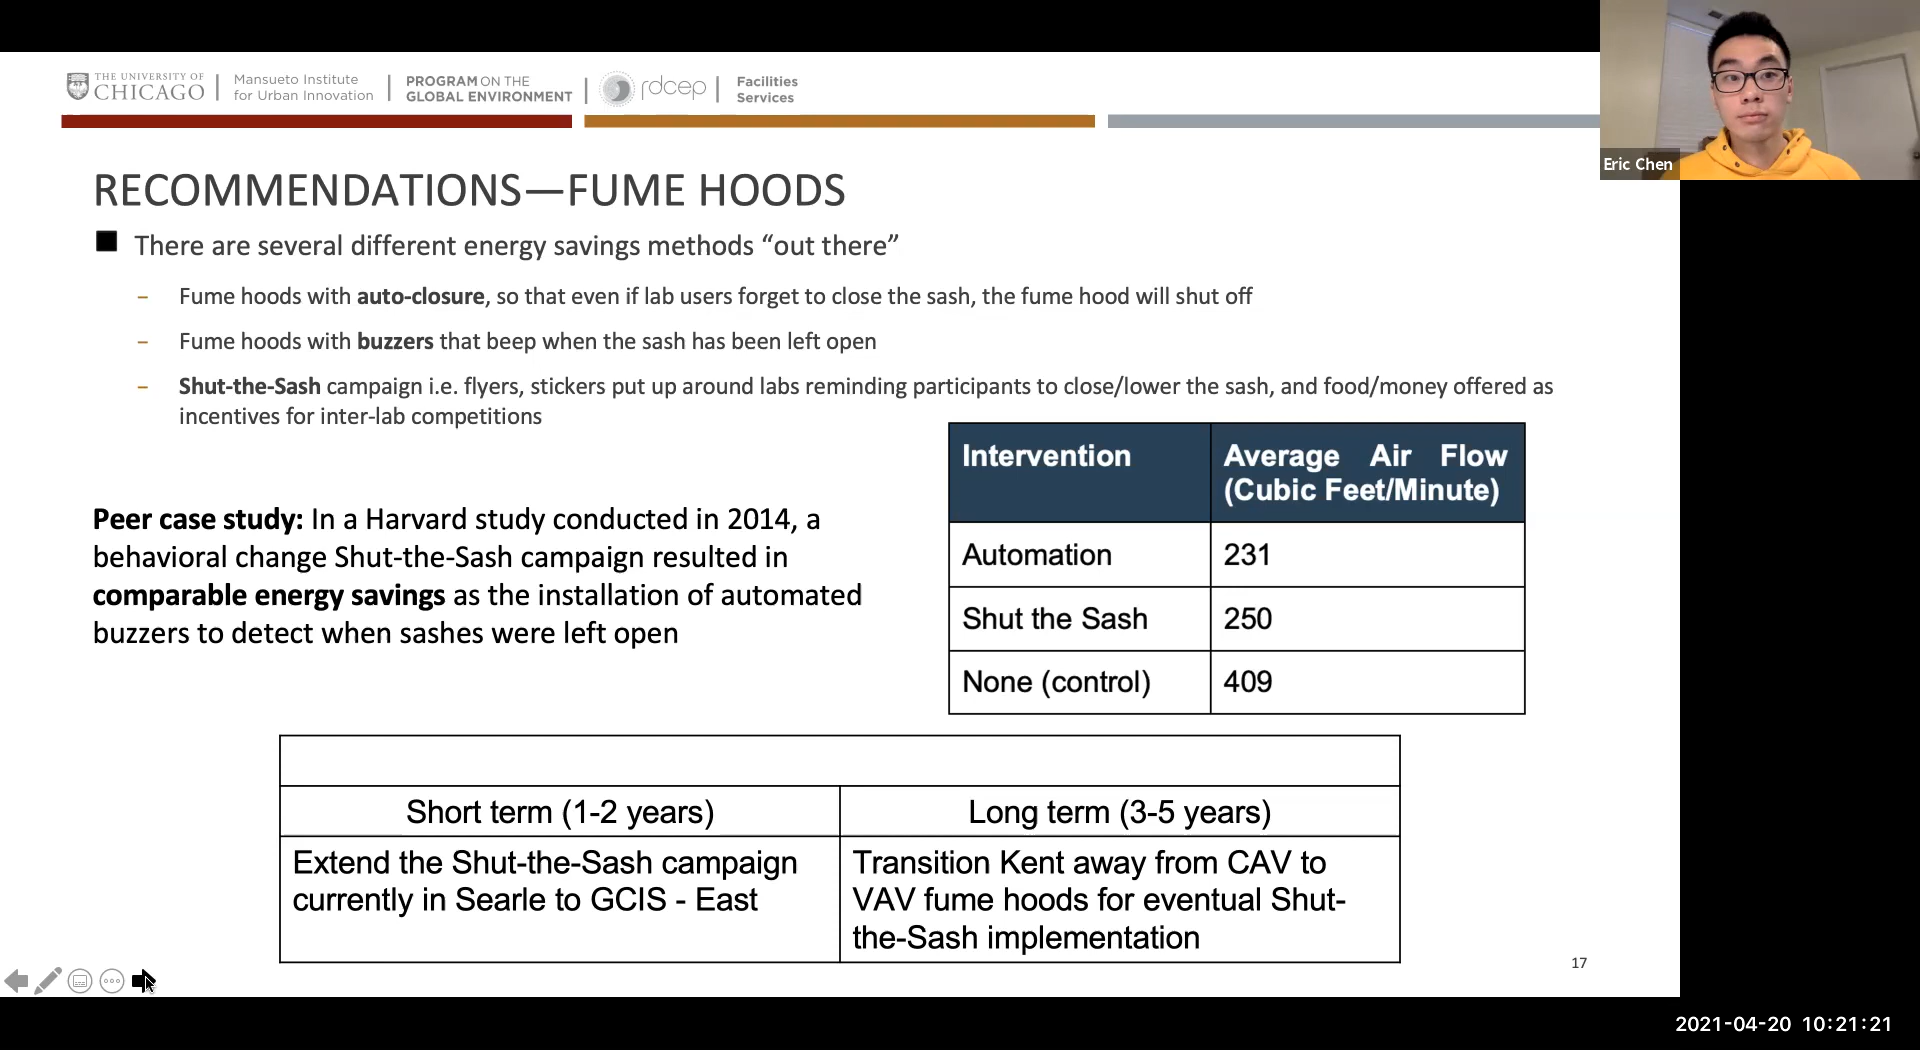 THE UNIVERSITY OF
CHICAGO
Mansueto Institute
for Urban Innovation
PROGRAM ON THE
GLOBAL ENVIRONMENT
rdcep
Facilities
Services
Eric Chen
RECOMMENDATIONS—FUME HOODS
There are several different energy savings methods “out there”
– Fume hoods with auto-closure, so that even if lab users forget to close the sash, the fume hood will shut off
– Fume hoods with buzzers that beep when the sash has been left open
– Shut-the-Sash campaign i.e. flyers, stickers put up around labs reminding participants to close/lower the sash, and food/money offered as
incentives for inter-lab competitions
Peer case study: In a Harvard study conducted in 2014, a
behavioral change Shut-the-Sash campaign resulted in
comparable energy savings as the installation of automated
buzzers to detect when sashes were left open
Intervention
Average Air Flow
(Cubic Feet/Minute)
Automation 231
Shut the Sash 250
None (control) 409
Short term (1-2 years)
Long term (3-5 years)
Extend the Shut-the-Sash campaign
currently in Searle to GCIS - East
Transition Kent away from CAV to
VAV fume hoods for eventual Shut-
the-Sash implementation
17
2021-04-20 10:21:21